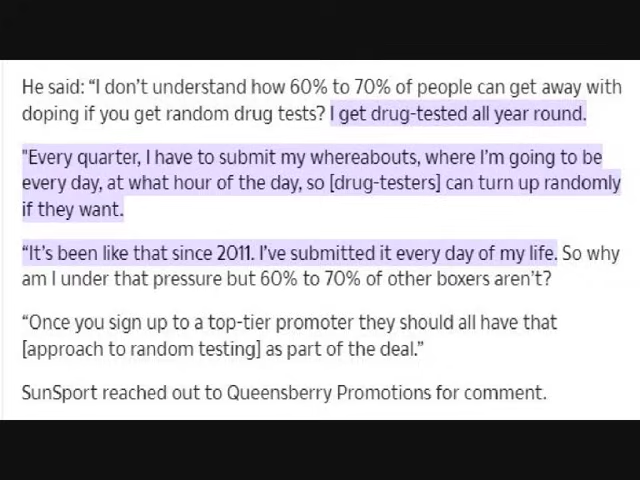 He said: “I don’t understand how 60% to 70% of people can get away with
doping if you get random drug tests? I get drug-tested all year round.
"Every quarter, I have to submit my whereabouts, where I’m going to be
every day, at what hour of the day, so [drug-testers] can turn up randomly
if they want.
“It’s been like that since 2011. I’ve submitted it every day of my life. So why
am I under that pressure but 60% to 70% of other boxers aren’t?
“Once you sign up to a top-tier promoter they should all have that
[approach to random testing] as part of the deal.”
SunSport reached out to Queensberry Promotions for comment.